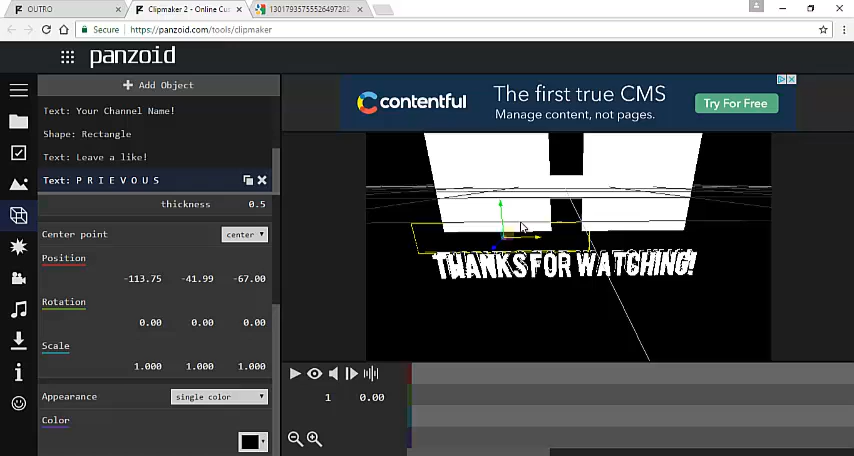 OUTRO
Clipmaker 2 - Online Cu
13017935755526497282
Secure
https://panzoid.com/tools/clipmaker
panzoid
Add Object
Text: Your Channel Name!
Shape: Rectangle
Text: Leave a like!
Text: P R I E V O U S
thickness 0.5
Center point center
Position
-113.75 -41.99 -67.00
Rotation
0.00 0.00 0.00
Scale
1.000 1.000 1.000
Appearance single color
Color
contentful
The first true CMS
Manage content, not pages.
Try For Free
THANKS FOR WATCHING!
1 0.00